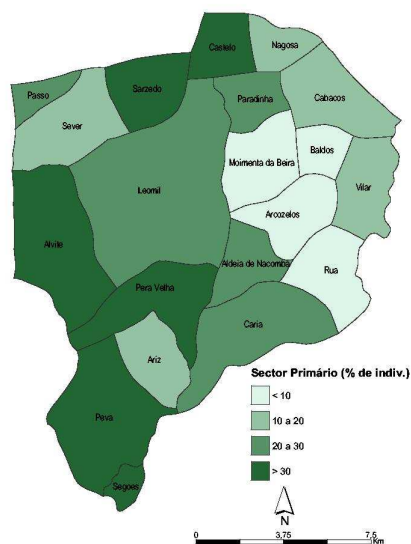 Castelo
Nagosa
Passo
Sarzedo
Paradinha
Cabacos
Sever
Baldos
Moimenta da Beira
Leomil
Vilar
Arcozelos
Alvite
Aldeia de Nacomba
Rua
Pera Velha
Caria
Ariz
Sector Primário (% de indiv.)
< 10
10 a 20
20 a 30
> 30
Peva
Segoes
N
0 3,75 7,5
Km